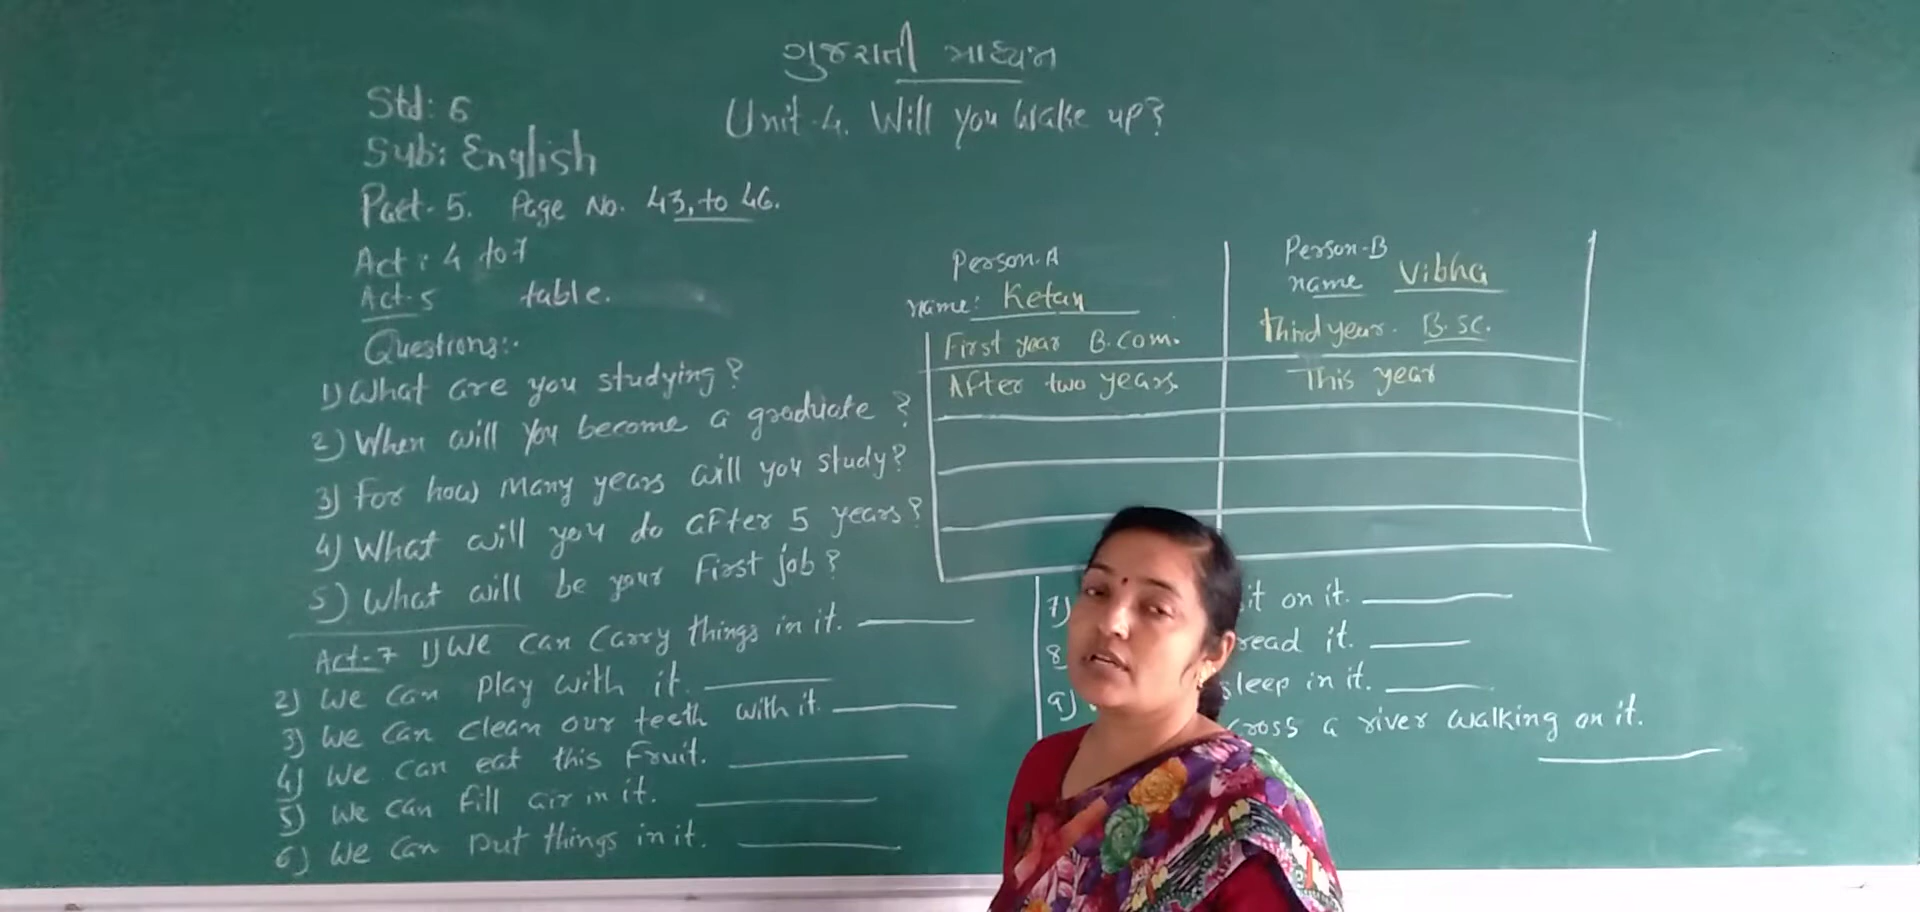 ગુજરાતી માધ્યમ
Unit-4. Will you Wake up?
Std: 6
Sub: English
Part-5. Page No. 43, to 46.
Act: 4 to 7
Act-5 table.
Questions:-
1) What are you studying?
2) When will you become a graduate?
3) For how many years will you study?
4) What will you do after 5 years?
5) What will be your First job?
Person-A
name: Ketan
First year B.com.
After two years.
Person-B
name Vibha
third year. B.sc.
This year
Act-7 1) We can carry things in it.
2) We can play with it.
3) We can clean our teeth with it.
4) We can eat this Fruit.
5) We can fill air in it.
6) We can put things in it.
7) it on it.
8 read it.
9) sleep in it.
cross a river walking on it.